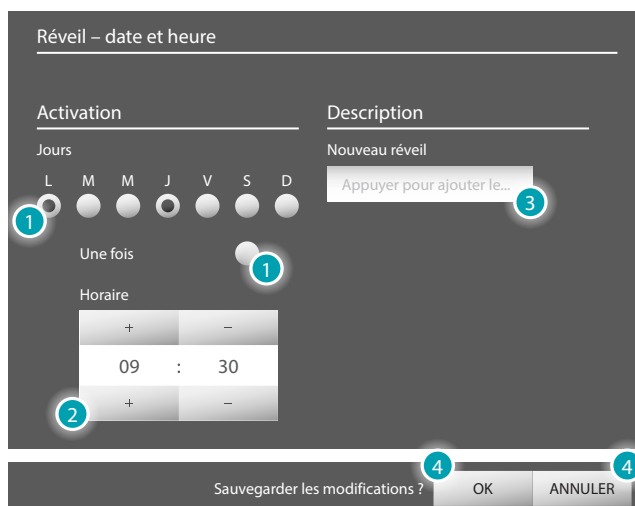 Réveil – date et heure
Activation
Description
Jours
Nouveau réveil
L M M J V S D
Appuyer pour ajouter le...
1
3
Une fois
1
Horaire
+ –
09 : 30
+ –
2
4 4
Sauvegarder les modifications ? OK ANNULER